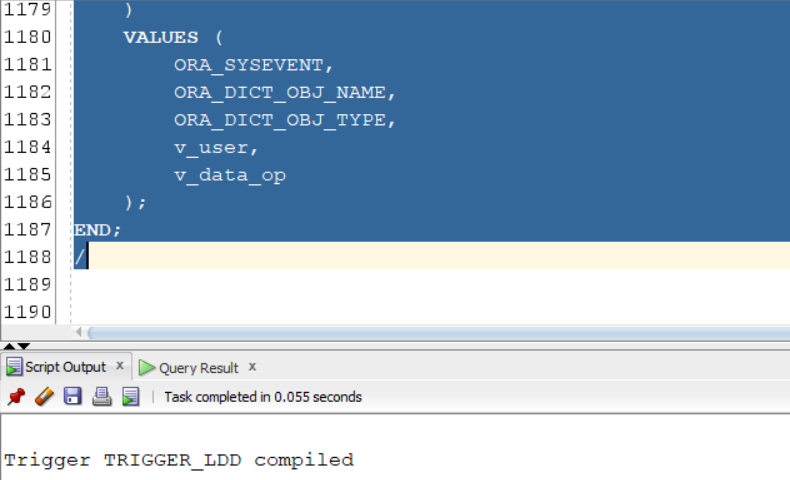 1179 )
1180 VALUES (
1181 ORA_SYSEVENT,
1182 ORA_DICT_OBJ_NAME,
1183 ORA_DICT_OBJ_TYPE,
1184 v_user,
1185 v_data_op
1186 );
1187 END;
1188 /
1189
1190
Script Output x Query Result x
Task completed in 0.055 seconds
Trigger TRIGGER_LDD compiled